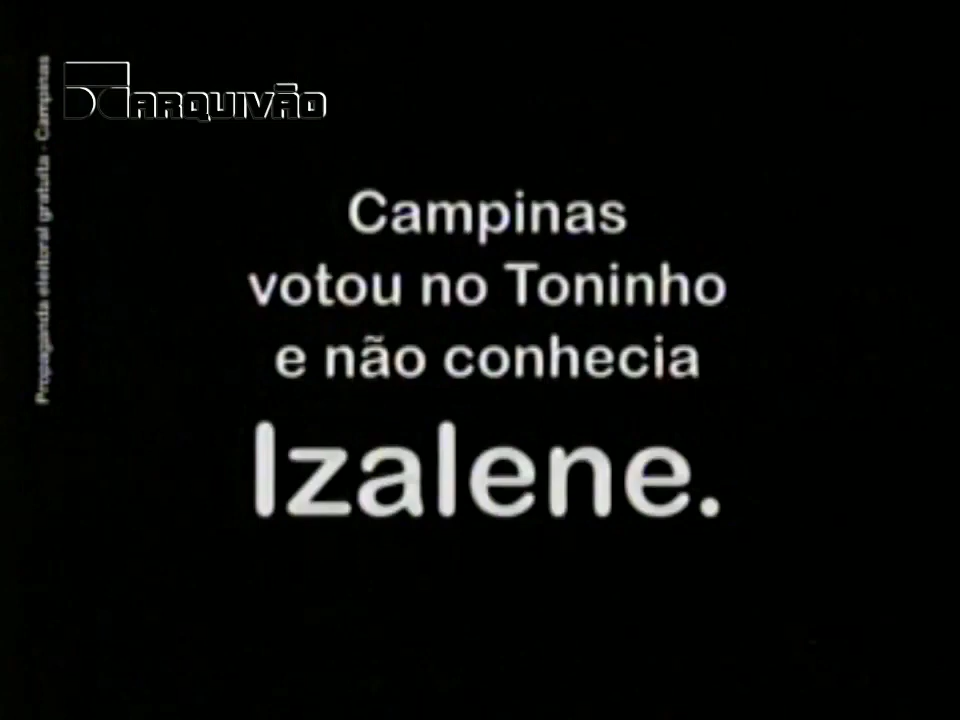 Propaganda eleitoral gratuita - Campinas
ARQUIVÃO
Campinas
votou no Toninho
e não conhecia
Izalene.